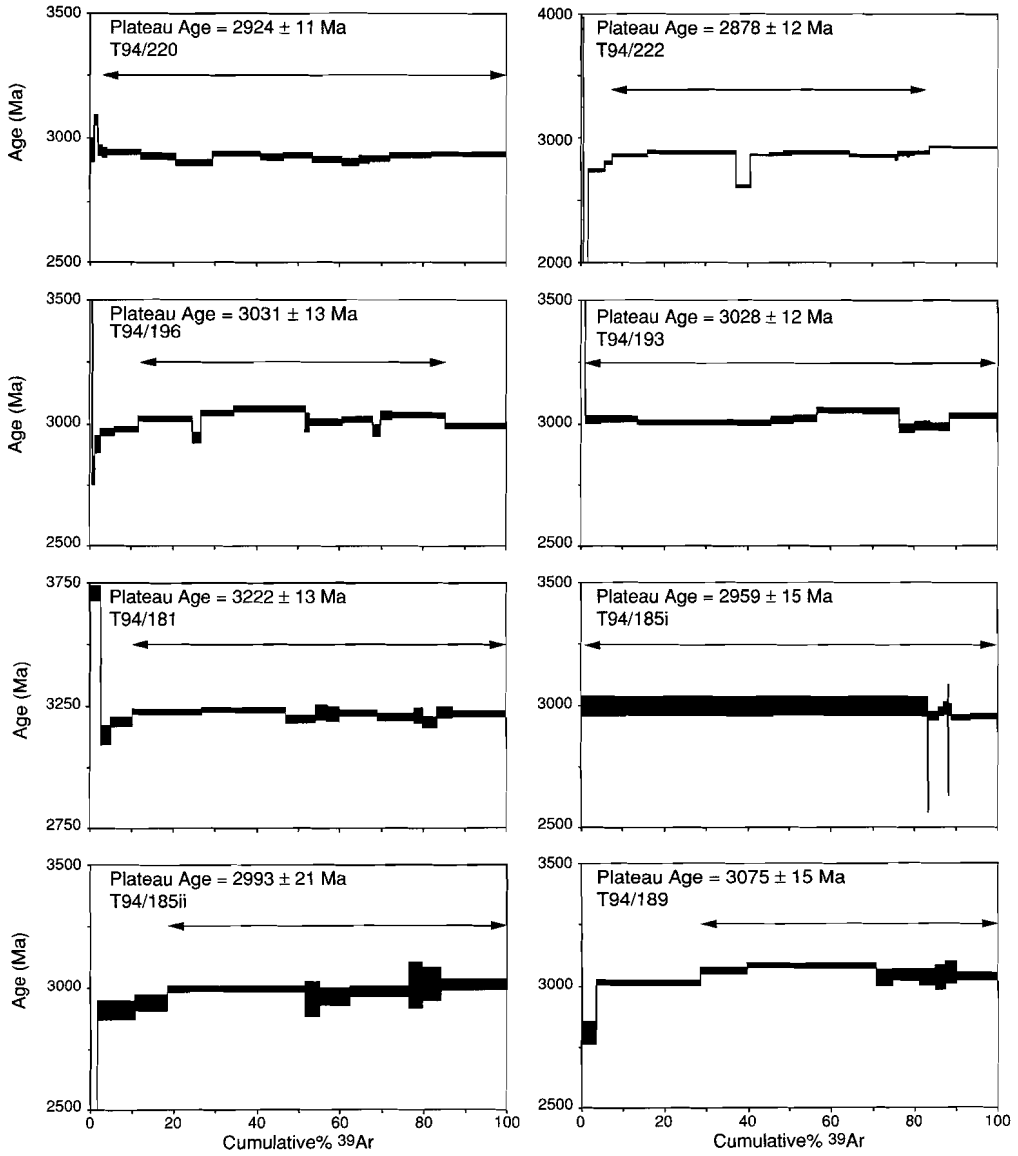 3500
Plateau Age = 2924 ± 11 Ma
T94/220
Age (Ma)
3000
2500
4000
Plateau Age = 2878 ± 12 Ma
T94/222
3000
2000
3500
Plateau Age = 3031 ± 13 Ma
T94/196
Age (Ma)
3000
2500
3500
Plateau Age = 3028 ± 12 Ma
T94/193
3000
2500
3750
Plateau Age = 3222 ± 13 Ma
T94/181
Age (Ma)
3250
2750
3500
Plateau Age = 2959 ± 15 Ma
T94/185i
3000
2500
3500
Plateau Age = 2993 ± 21 Ma
T94/185ii
Age (Ma)
3000
2500
0 20 40 60 80 100
Cumulative% 39Ar
3500
Plateau Age = 3075 ± 15 Ma
T94/189
3000
2500
0 20 40 60 80 100
Cumulative% 39Ar